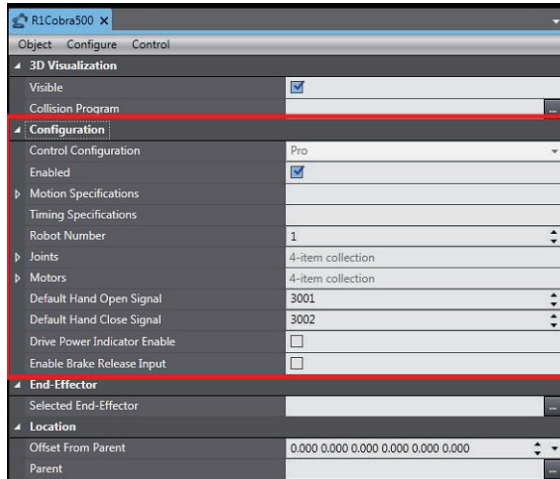 R1Cobra500
Object Configure Control
3D Visualization
Visible
Collision Program ...
Configuration
Control Configuration Pro
Enabled
Motion Specifications
Timing Specifications
Robot Number 1
Joints 4-item collection
Motors 4-item collection
Default Hand Open Signal 3001
Default Hand Close Signal 3002
Drive Power Indicator Enable
Enable Brake Release Input
End-Effector
Selected End-Effector ...
Location
Offset From Parent 0.000 0.000 0.000 0.000 0.000 0.000
Parent ...